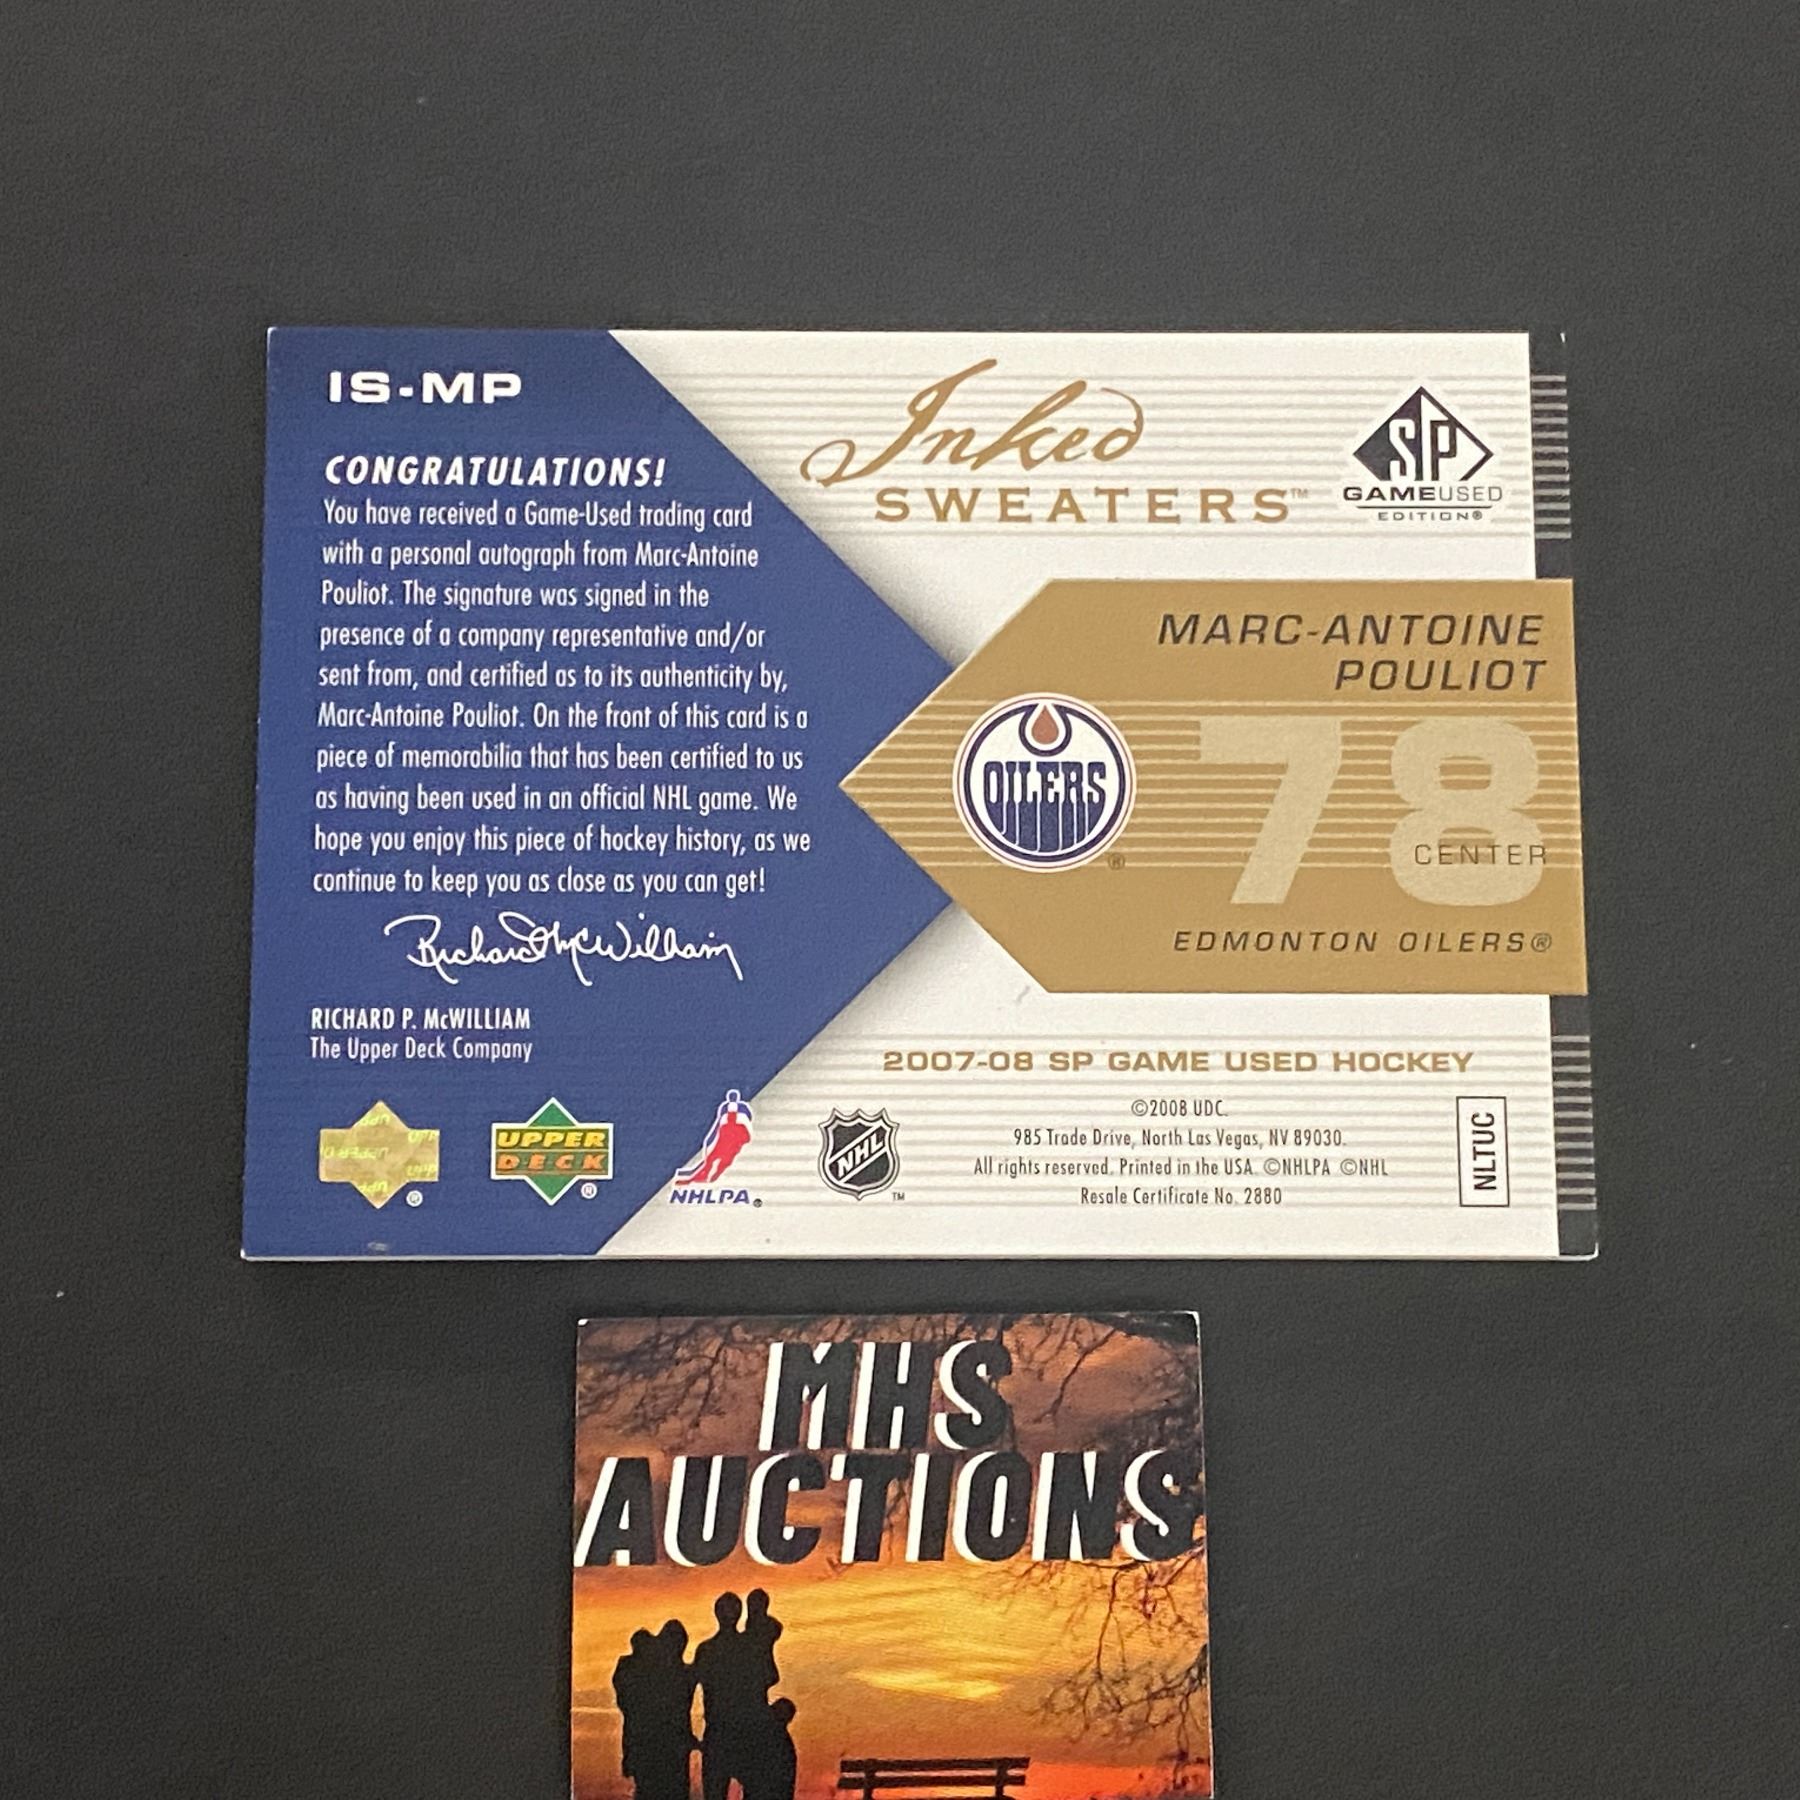 IS-MP
CONGRATULATIONS!
You have received a Game-Used trading card
with a personal autograph from Marc-Antoine
Pouliot. The signature was signed in the
presence of a company representative and/or
sent from, and certified as to its authenticity by,
Marc-Antoine Pouliot. On the front of this card is a
piece of memorabilia that has been certified to us
as having been used in an official NHL game. We
hope you enjoy this piece of hockey history, as we
continue to keep you as close as you can get!
Richard McWilliam
RICHARD P. McWILLIAM
The Upper Deck Company
UPPER
DECK
®
®
NHLPA®
NHL
™
Inked
SWEATERS™
SP
GAMEUSED
EDITION®
MARC-ANTOINE
POULIOT
OILERS
®
78
CENTER
EDMONTON OILERS®
2007-08 SP GAME USED HOCKEY
©2008 UDC.
985 Trade Drive, North Las Vegas, NV 89030.
All rights reserved. Printed in the USA. ©NHLPA ©NHL
Resale Certificate No. 2880
NLTUC
MHS
AUCTIONS